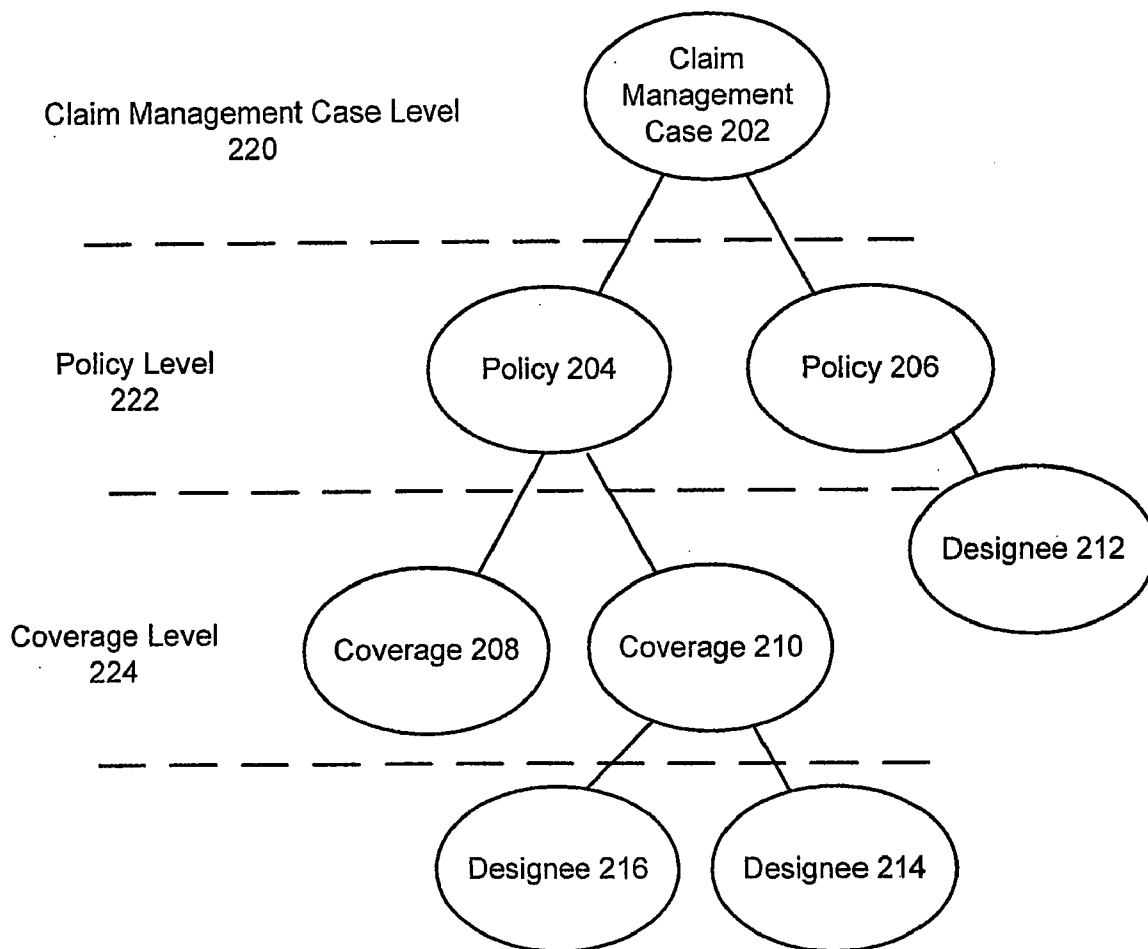 Claim
Management
Case 202
Claim Management Case Level
220
Policy Level
222
Policy 204
Policy 206
Designee 212
Coverage Level
224
Coverage 208
Coverage 210
Designee 216
Designee 214